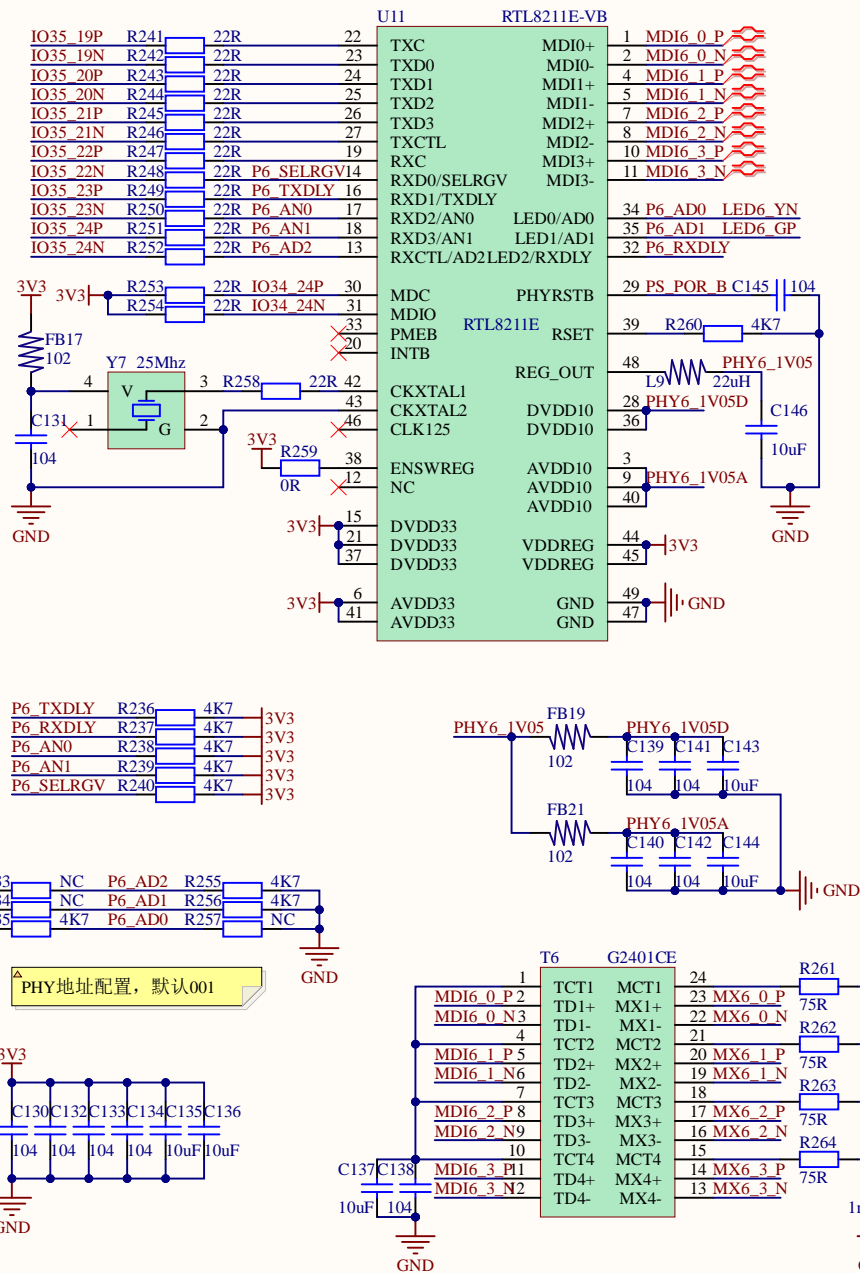 U11 RTL8211E-VB
IO35_19P R241 22R 22 TXC MDI0+ 1 MDI6_0_P
IO35_19N R242 22R 23 TXD0 MDI0- 2 MDI6_0_N
IO35_20P R243 22R 24 TXD1 MDI1+ 4 MDI6_1_P
IO35_20N R244 22R 25 TXD2 MDI1- 5 MDI6_1_N
IO35_21P R245 22R 26 TXD3 MDI2+ 7 MDI6_2_P
IO35_21N R246 22R 27 TXCTL MDI2- 8 MDI6_2_N
IO35_22P R247 22R 19 RXC MDI3+ 10 MDI6_3_P
IO35_22N R248 22R P6_SELRGV 14 RXD0/SELRGV MDI3- 11 MDI6_3_N
IO35_23P R249 22R P6_TXDLY 16 RXD1/TXDLY
IO35_23N R250 22R P6_AN0 17 RXD2/AN0 LED0/AD0 34 P6_AD0 LED6_YN
IO35_24P R251 22R P6_AN1 18 RXD3/AN1 LED1/AD1 35 P6_AD1 LED6_GP
IO35_24N R252 22R P6_AD2 13 RXCTL/AD2 LED2/RXDLY 32 P6_RXDLY
3V3 3V3 R253 22R IO34_24P 30 MDC PHYRSTB 29 PS_POR_B C145 104
R254 22R IO34_24N 31 MDIO
33 PMEB RTL8211E RSET 39 R260 4K7
FB17 102 20 INTB
Y7 25Mhz REG_OUT 48 L9 22uH PHY6_1V05
4 V 3 R258 22R 42 CKXTAL1
43 CKXTAL2 DVDD10 28 PHY6_1V05D
C131 104 1 G 2 46 CLK125 DVDD10 36 C146 10uF
3V3 R259 0R 38 ENSWREG AVDD10 3
12 NC AVDD10 9 PHY6_1V05A
AVDD10 40
GND GND
3V3 15 DVDD33
21 DVDD33 VDDREG 44 3V3
37 DVDD33 VDDREG 45
3V3 6 AVDD33 GND 49 GND
41 AVDD33 GND 47
P6_TXDLY R236 4K7 3V3
P6_RXDLY R237 4K7 3V3
P6_AN0 R238 4K7 3V3
P6_AN1 R239 4K7 3V3
P6_SELRGV R240 4K7 3V3
PHY6_1V05 FB19 102 PHY6_1V05D
C139 C141 C143
104 104 10uF
FB21 102 PHY6_1V05A
C140 C142 C144
104 104 10uF
GND
NC P6_AD2 R255 4K7
NC P6_AD1 R256 4K7
4K7 P6_AD0 R257 NC
GND
PHY地址配置，默认001
3V3
C130 C132 C133 C134 C135 C136
104 104 104 104 10uF 10uF
GND
T6 G2401CE
1 TCT1 MCT1 24 R261 75R
MDI6_0_P 2 TD1+ MX1+ 23 MX6_0_P
MDI6_0_N 3 TD1- MX1- 22 MX6_0_N
4 TCT2 MCT2 21 R262 75R
MDI6_1_P 5 TD2+ MX2+ 20 MX6_1_P
MDI6_1_N 6 TD2- MX2- 19 MX6_1_N
7 TCT3 MCT3 18 R263 75R
MDI6_2_P 8 TD3+ MX3+ 17 MX6_2_P
MDI6_2_N 9 TD3- MX3- 16 MX6_2_N
10 TCT4 MCT4 15 R264 75R
MDI6_3_P 11 TD4+ MX4+ 14 MX6_3_P
MDI6_3_N 12 TD4- MX4- 13 MX6_3_N
C137 C138
10uF 104
GND